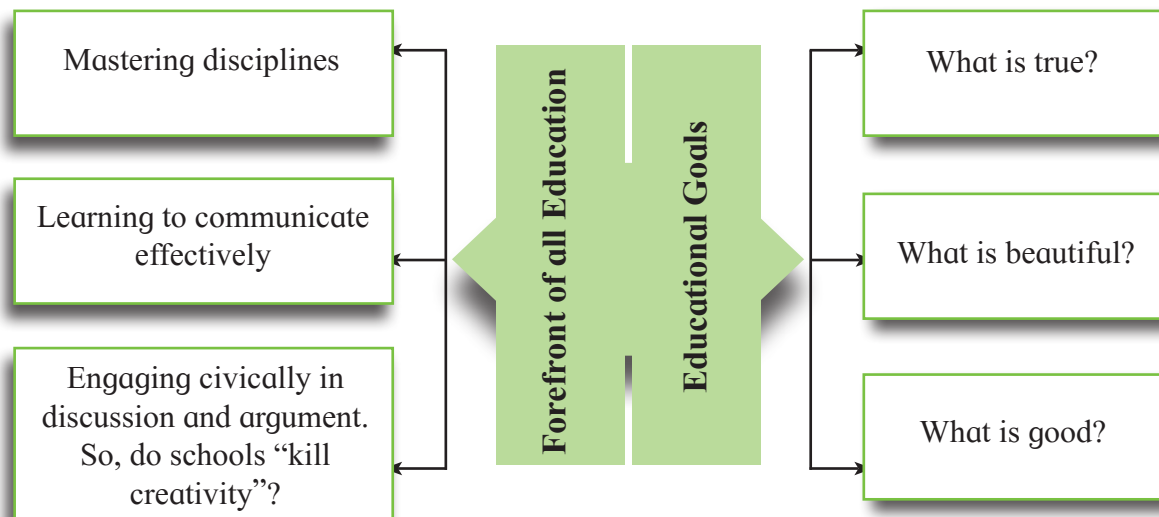 Mastering disciplines
Learning to communicate
effectively
Engaging civically in
discussion and argument.
So, do schools “kill
creativity”?
Forefront of all Education
Educational Goals
What is true?
What is beautiful?
What is good?